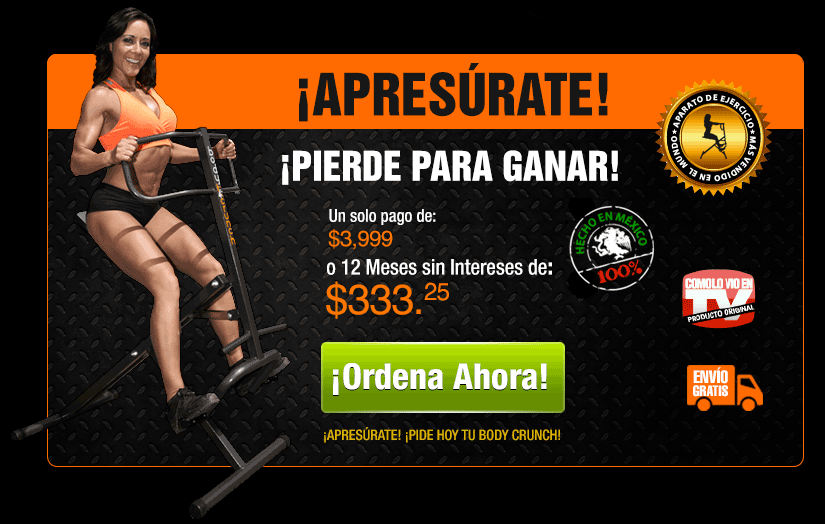 ¡APRESÚRATE!
¡PIERDE PARA GANAR!
APARATO DE EJERCICIO
MAS VENDIDO EN EL MUNDO
Un solo pago de:
$3,999
o 12 Meses sin Intereses de:
$333.25
HECHO EN MÉXICO
100%
COMO LO VIO EN
TV
PRODUCTO ORIGINAL
¡Ordena Ahora!
ENVÍO
GRATIS
¡APRESÚRATE! ¡PIDE HOY TU BODY CRUNCH!